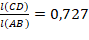 l(CD)/l(AB) = 0,727